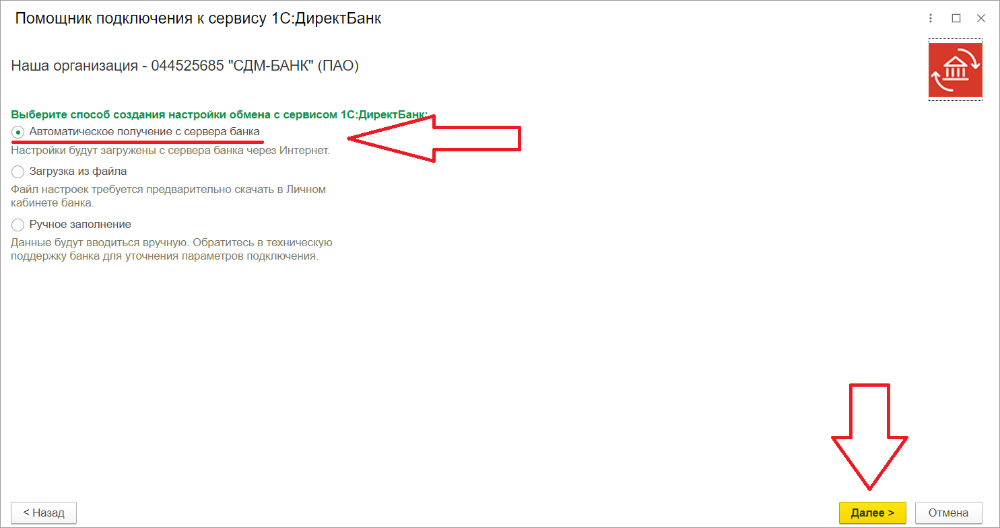 Помощник подключения к сервису 1С:ДиректБанк
Наша организация - 044525685 "СДМ-БАНК" (ПАО)
Выберите способ создания настройки обмена с сервисом 1С:ДиректБанк:
Автоматическое получение с сервера банка
Настройки будут загружены с сервера банка через Интернет.
Загрузка из файла
Файл настроек требуется предварительно скачать в Личном
кабинете банка.
Ручное заполнение
Данные будут вводиться вручную. Обратитесь в техническую
поддержку банка для уточнения параметров подключения.
< Назад
Далее >
Отмена